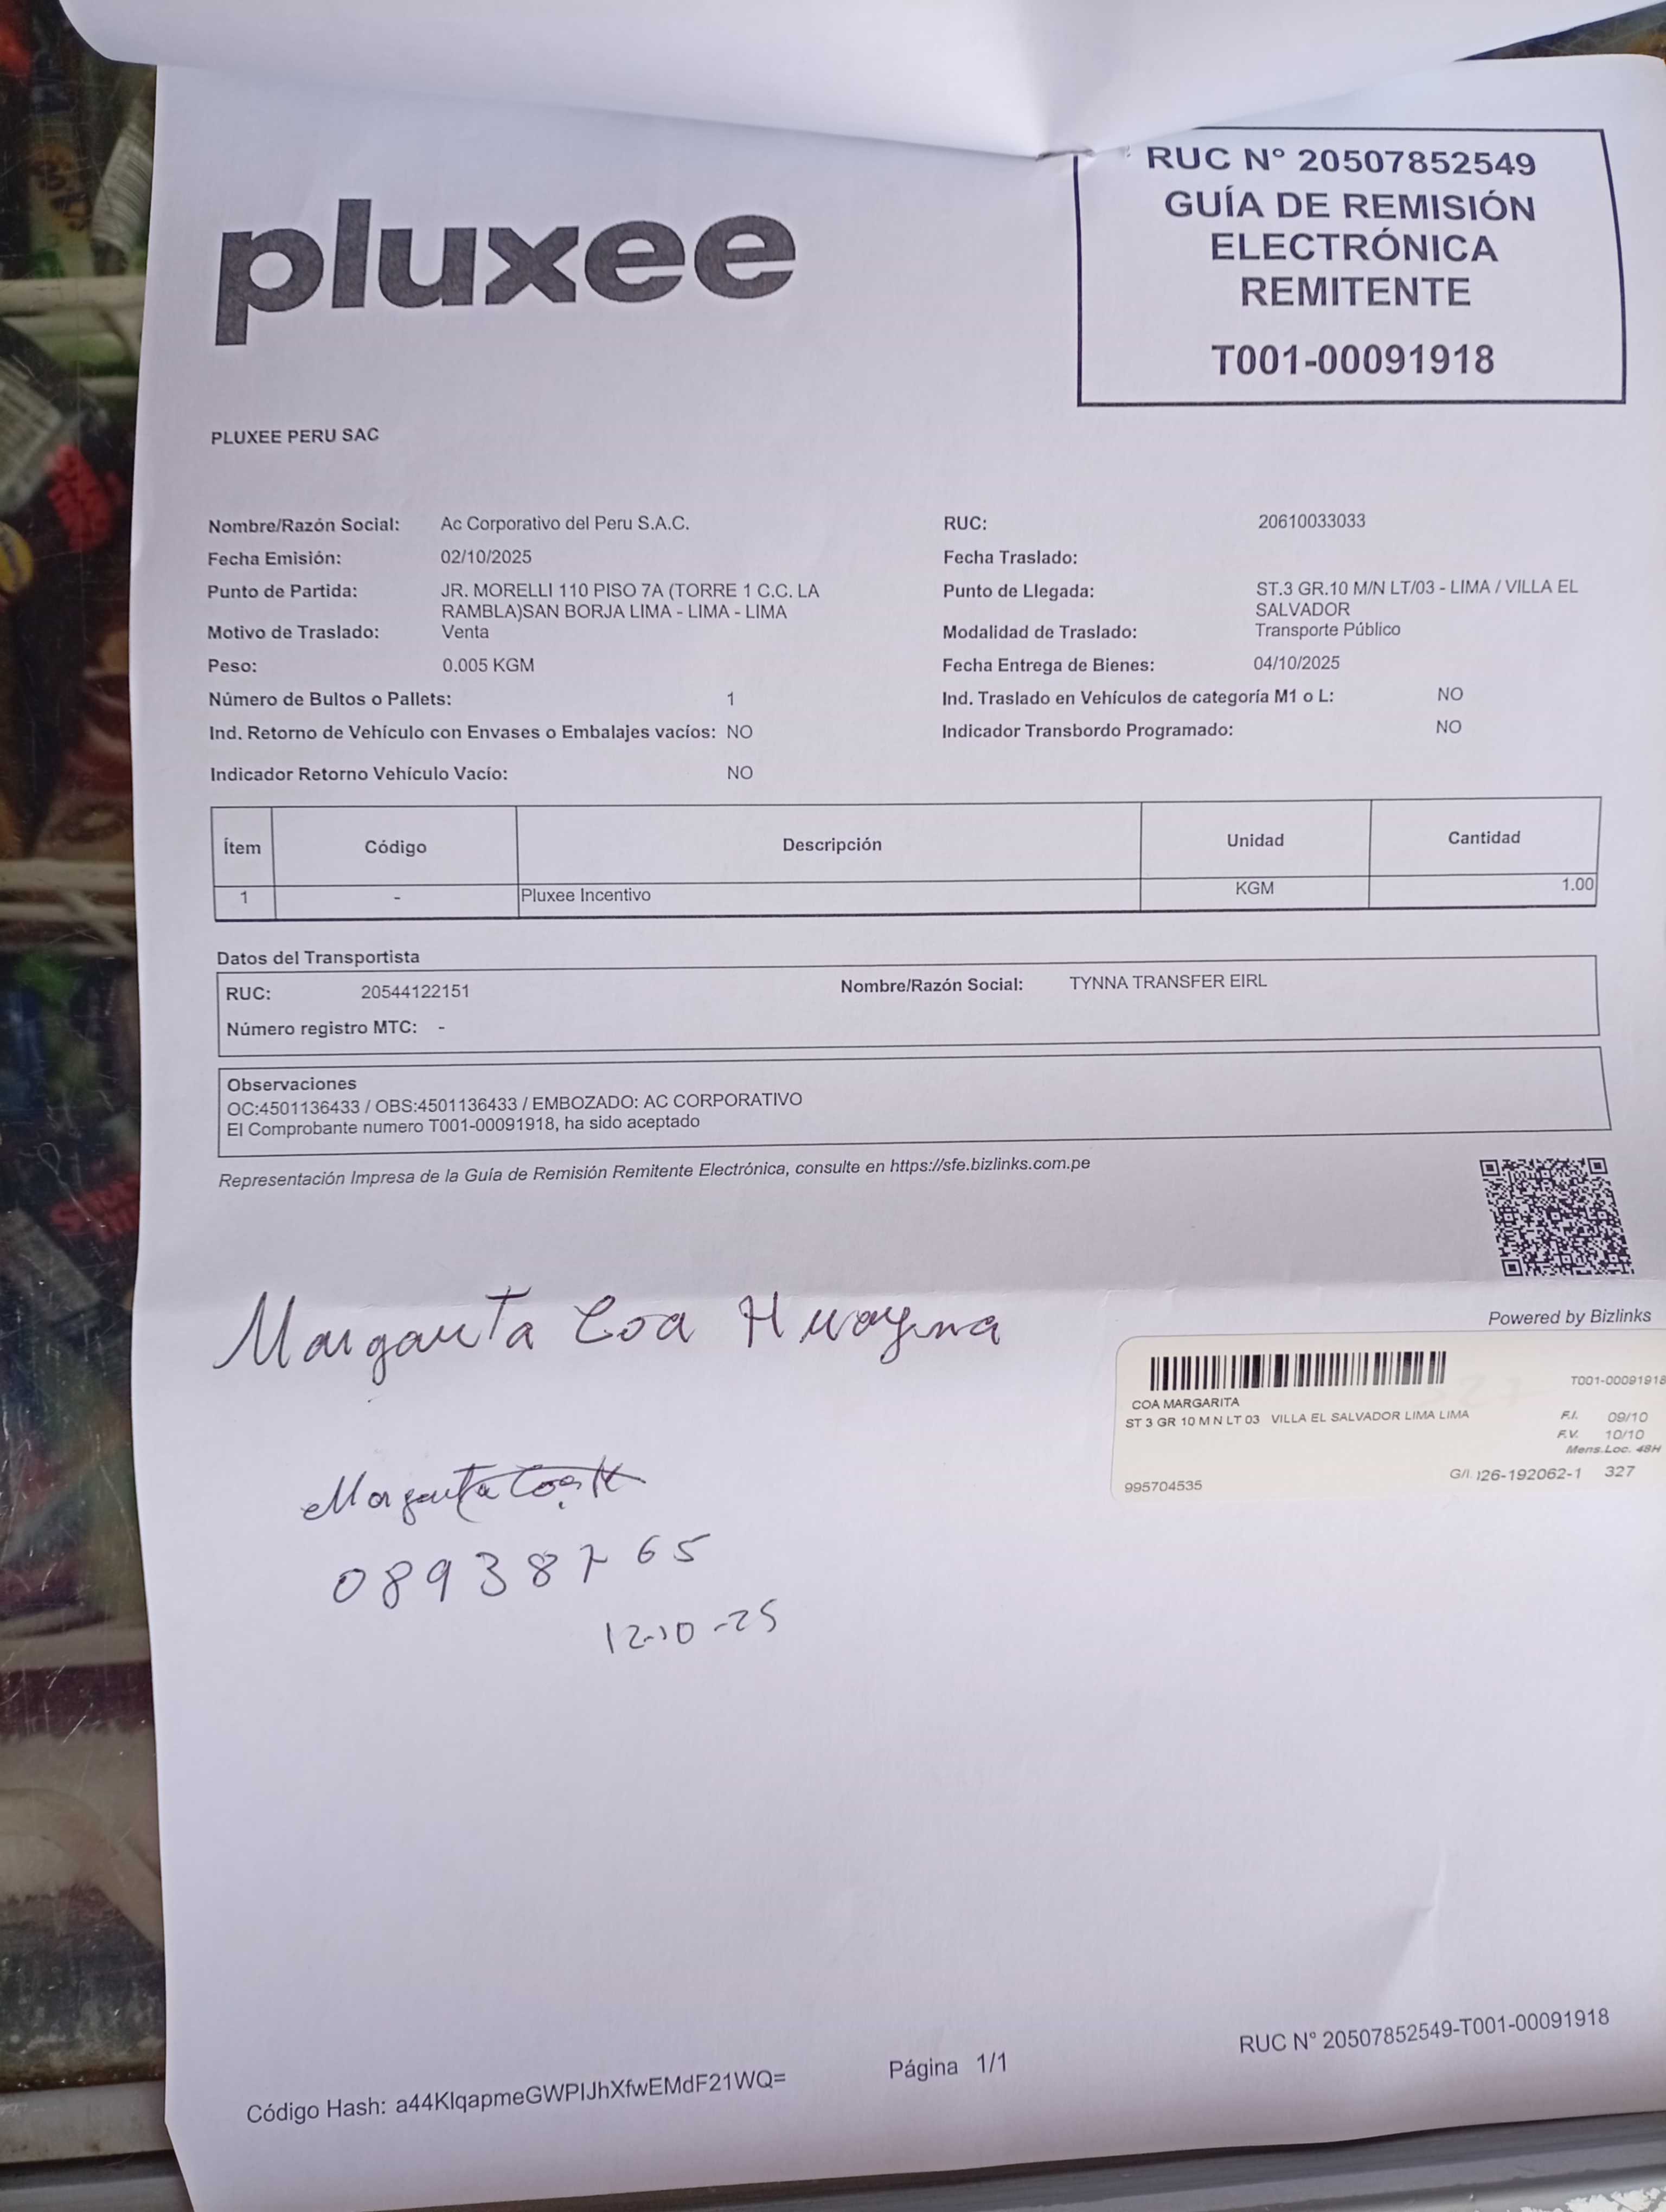 RUC N° 20507852549
GUÍA DE REMISIÓN
ELECTRÓNICA
REMITENTE
T001-00091918
pluxee
PLUXEE PERU SAC
Nombre/Razón Social: Ac Corporativo del Peru S.A.C. RUC: 20610033033
Fecha Emisión: 02/10/2025 Fecha Traslado:
Punto de Partida: JR. MORELLI 110 PISO 7A (TORRE 1 C.C. LA Punto de Llegada: ST.3 GR.10 M/N LT/03 - LIMA / VILLA EL
RAMBLA)SAN BORJA LIMA - LIMA - LIMA SALVADOR
Motivo de Traslado: Venta Modalidad de Traslado: Transporte Público
Peso: 0.005 KGM Fecha Entrega de Bienes: 04/10/2025
Número de Bultos o Pallets: 1 Ind. Traslado en Vehículos de categoría M1 o L: NO
Ind. Retorno de Vehículo con Envases o Embalajes vacíos: NO Indicador Transbordo Programado: NO
Indicador Retorno Vehículo Vacío: NO
Ítem Código Descripción Unidad Cantidad
1 - Pluxee Incentivo KGM 1.00
Datos del Transportista
RUC: 20544122151 Nombre/Razón Social: TYNNA TRANSFER EIRL
Número registro MTC: -
Observaciones
OC:4501136433 / OBS:4501136433 / EMBOZADO: AC CORPORATIVO
El Comprobante numero T001-00091918, ha sido aceptado
Representación Impresa de la Guía de Remisión Remitente Electrónica, consulte en https://sfe.bizlinks.com.pe
Powered by Bizlinks
Margarita Coa Huayna
T001-00091918
COA MARGARITA
ST 3 GR 10 M N LT 03 VILLA EL SALVADOR LIMA LIMA
F.I. 09/10
F.V. 10/10
Mens.Loc. 48H
G/I. 026-192062-1 327
995704535
Margarita Coa H
08938765
12-10-25
Código Hash: a44KlqapmeGWPIJhXfwEMdF21WQ= Página 1/1 RUC N° 20507852549-T001-00091918